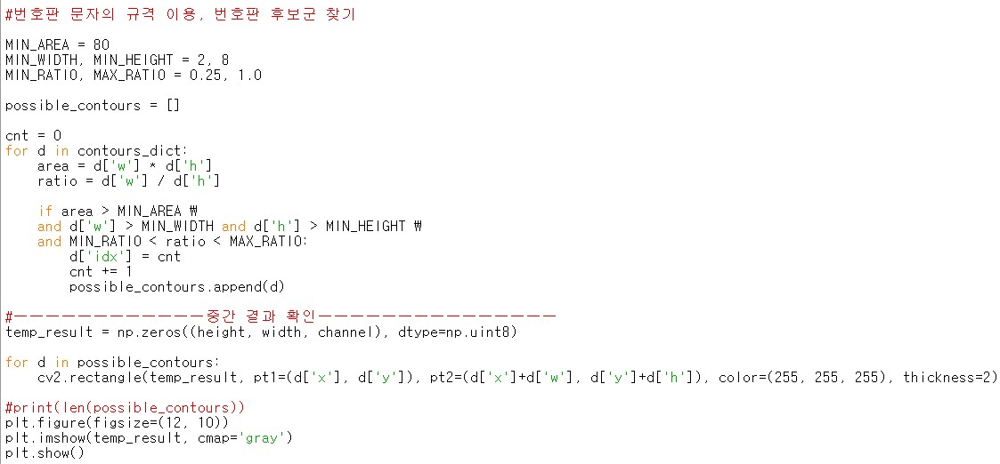 #번호판 문자의 규격 이용, 번호판 후보군 찾기
MIN_AREA = 80
MIN_WIDTH, MIN_HEIGHT = 2, 8
MIN_RATIO, MAX_RATIO = 0.25, 1.0
possible_contours = []
cnt = 0
for d in contours_dict:
    area = d['w'] * d['h']
    ratio = d['w'] / d['h']
    if area > MIN_AREA ₩
    and d['w'] > MIN_WIDTH and d['h'] > MIN_HEIGHT ₩
    and MIN_RATIO < ratio < MAX_RATIO:
        d['idx'] = cnt
        cnt += 1
        possible_contours.append(d)
#ㅡㅡㅡㅡㅡㅡㅡㅡㅡㅡㅡㅡ중간 결과 확인ㅡㅡㅡㅡㅡㅡㅡㅡㅡㅡㅡㅡㅡㅡㅡ
temp_result = np.zeros((height, width, channel), dtype=np.uint8)
for d in possible_contours:
    cv2.rectangle(temp_result, pt1=(d['x'], d['y']), pt2=(d['x']+d['w'], d['y']+d['h']), color=(255, 255, 255), thickness=2)
#print(len(possible_contours))
plt.figure(figsize=(12, 10))
plt.imshow(temp_result, cmap='gray')
plt.show()